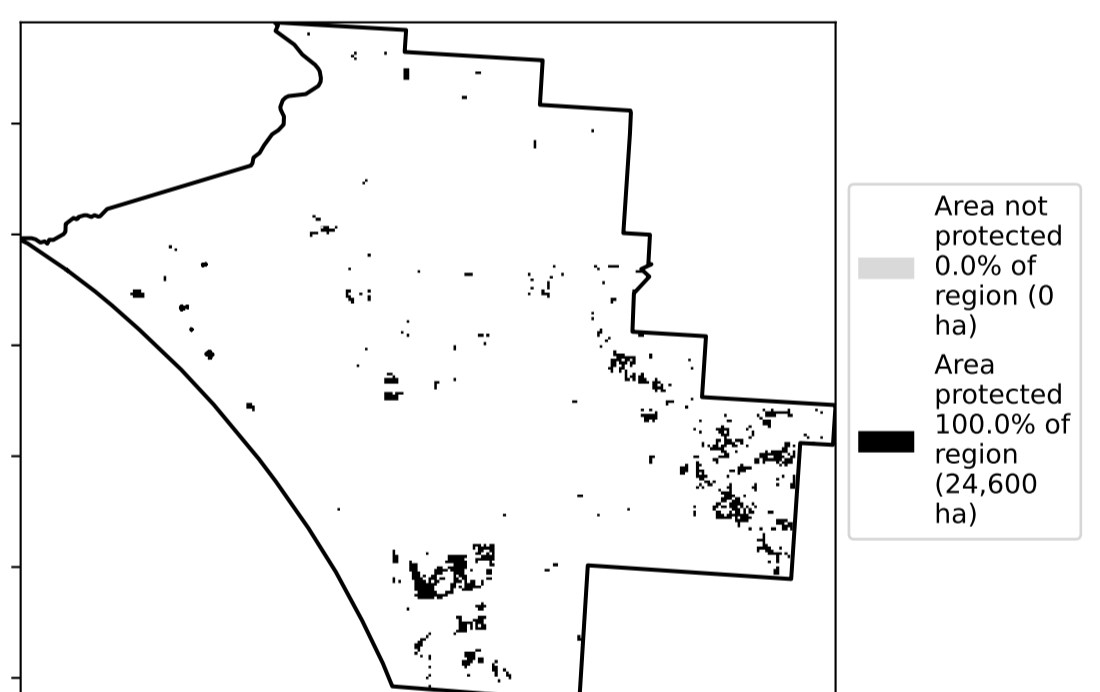 Area not
protected
0.0% of
region (0
ha)
Area
protected
100.0% of
region
(24,600
ha)